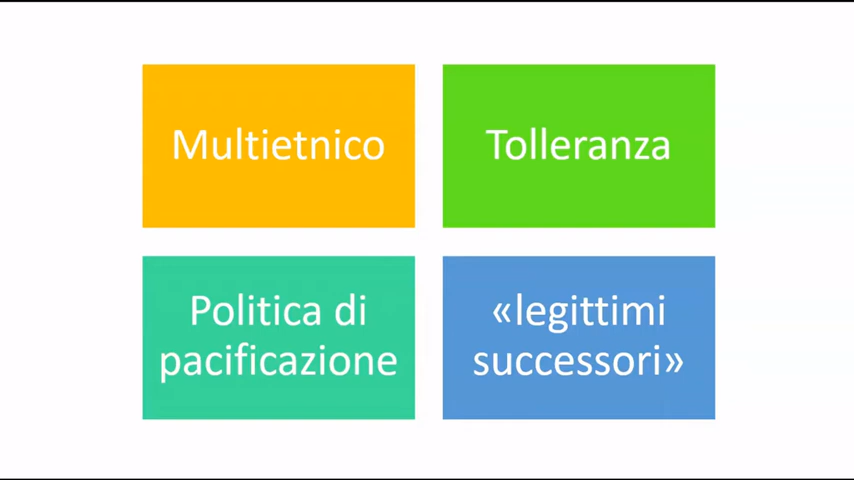 Multietnico
Tolleranza
Politica di
pacificazione
«legittimi
successori»